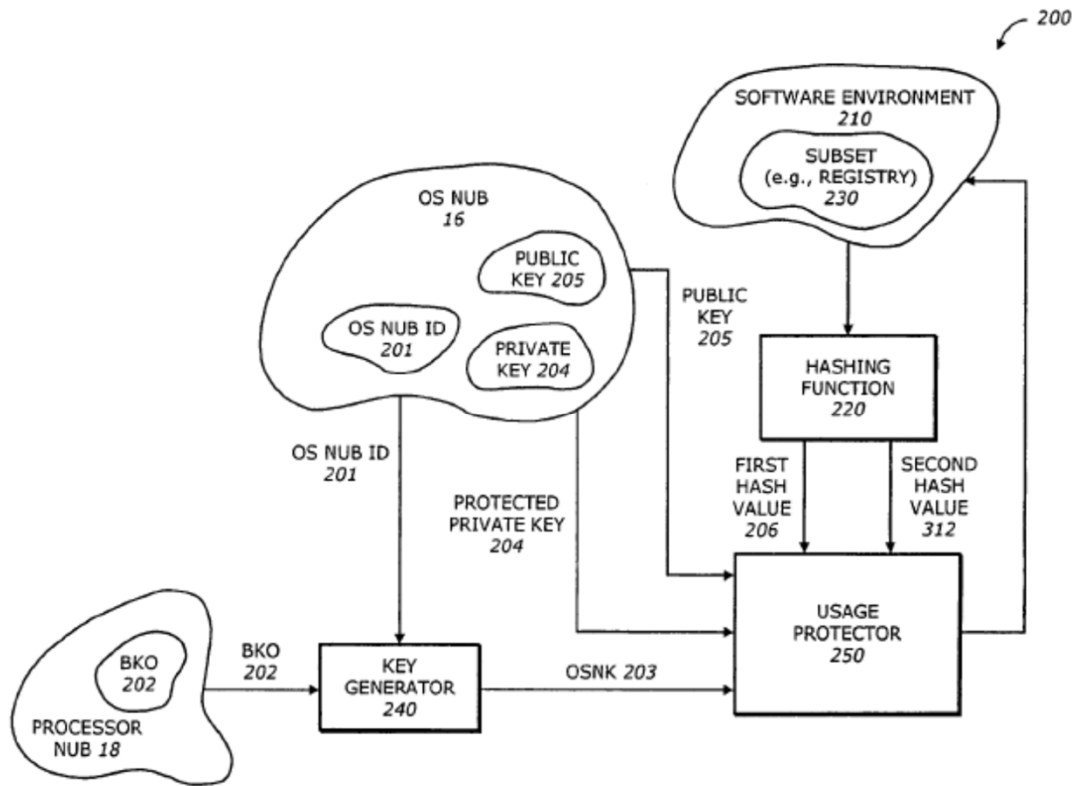 200
SOFTWARE ENVIRONMENT
210
SUBSET
(e.g., REGISTRY)
230
OS NUB
16
PUBLIC
KEY 205
OS NUB ID
201
PRIVATE
KEY 204
PUBLIC
KEY
205
HASHING
FUNCTION
220
OS NUB ID
201
PROTECTED
PRIVATE KEY
204
FIRST
HASH
VALUE
206
SECOND
HASH
VALUE
312
USAGE
PROTECTOR
250
BKO
202
PROCESSOR
NUB 18
BKO
202
KEY
GENERATOR
240
OSNK 203